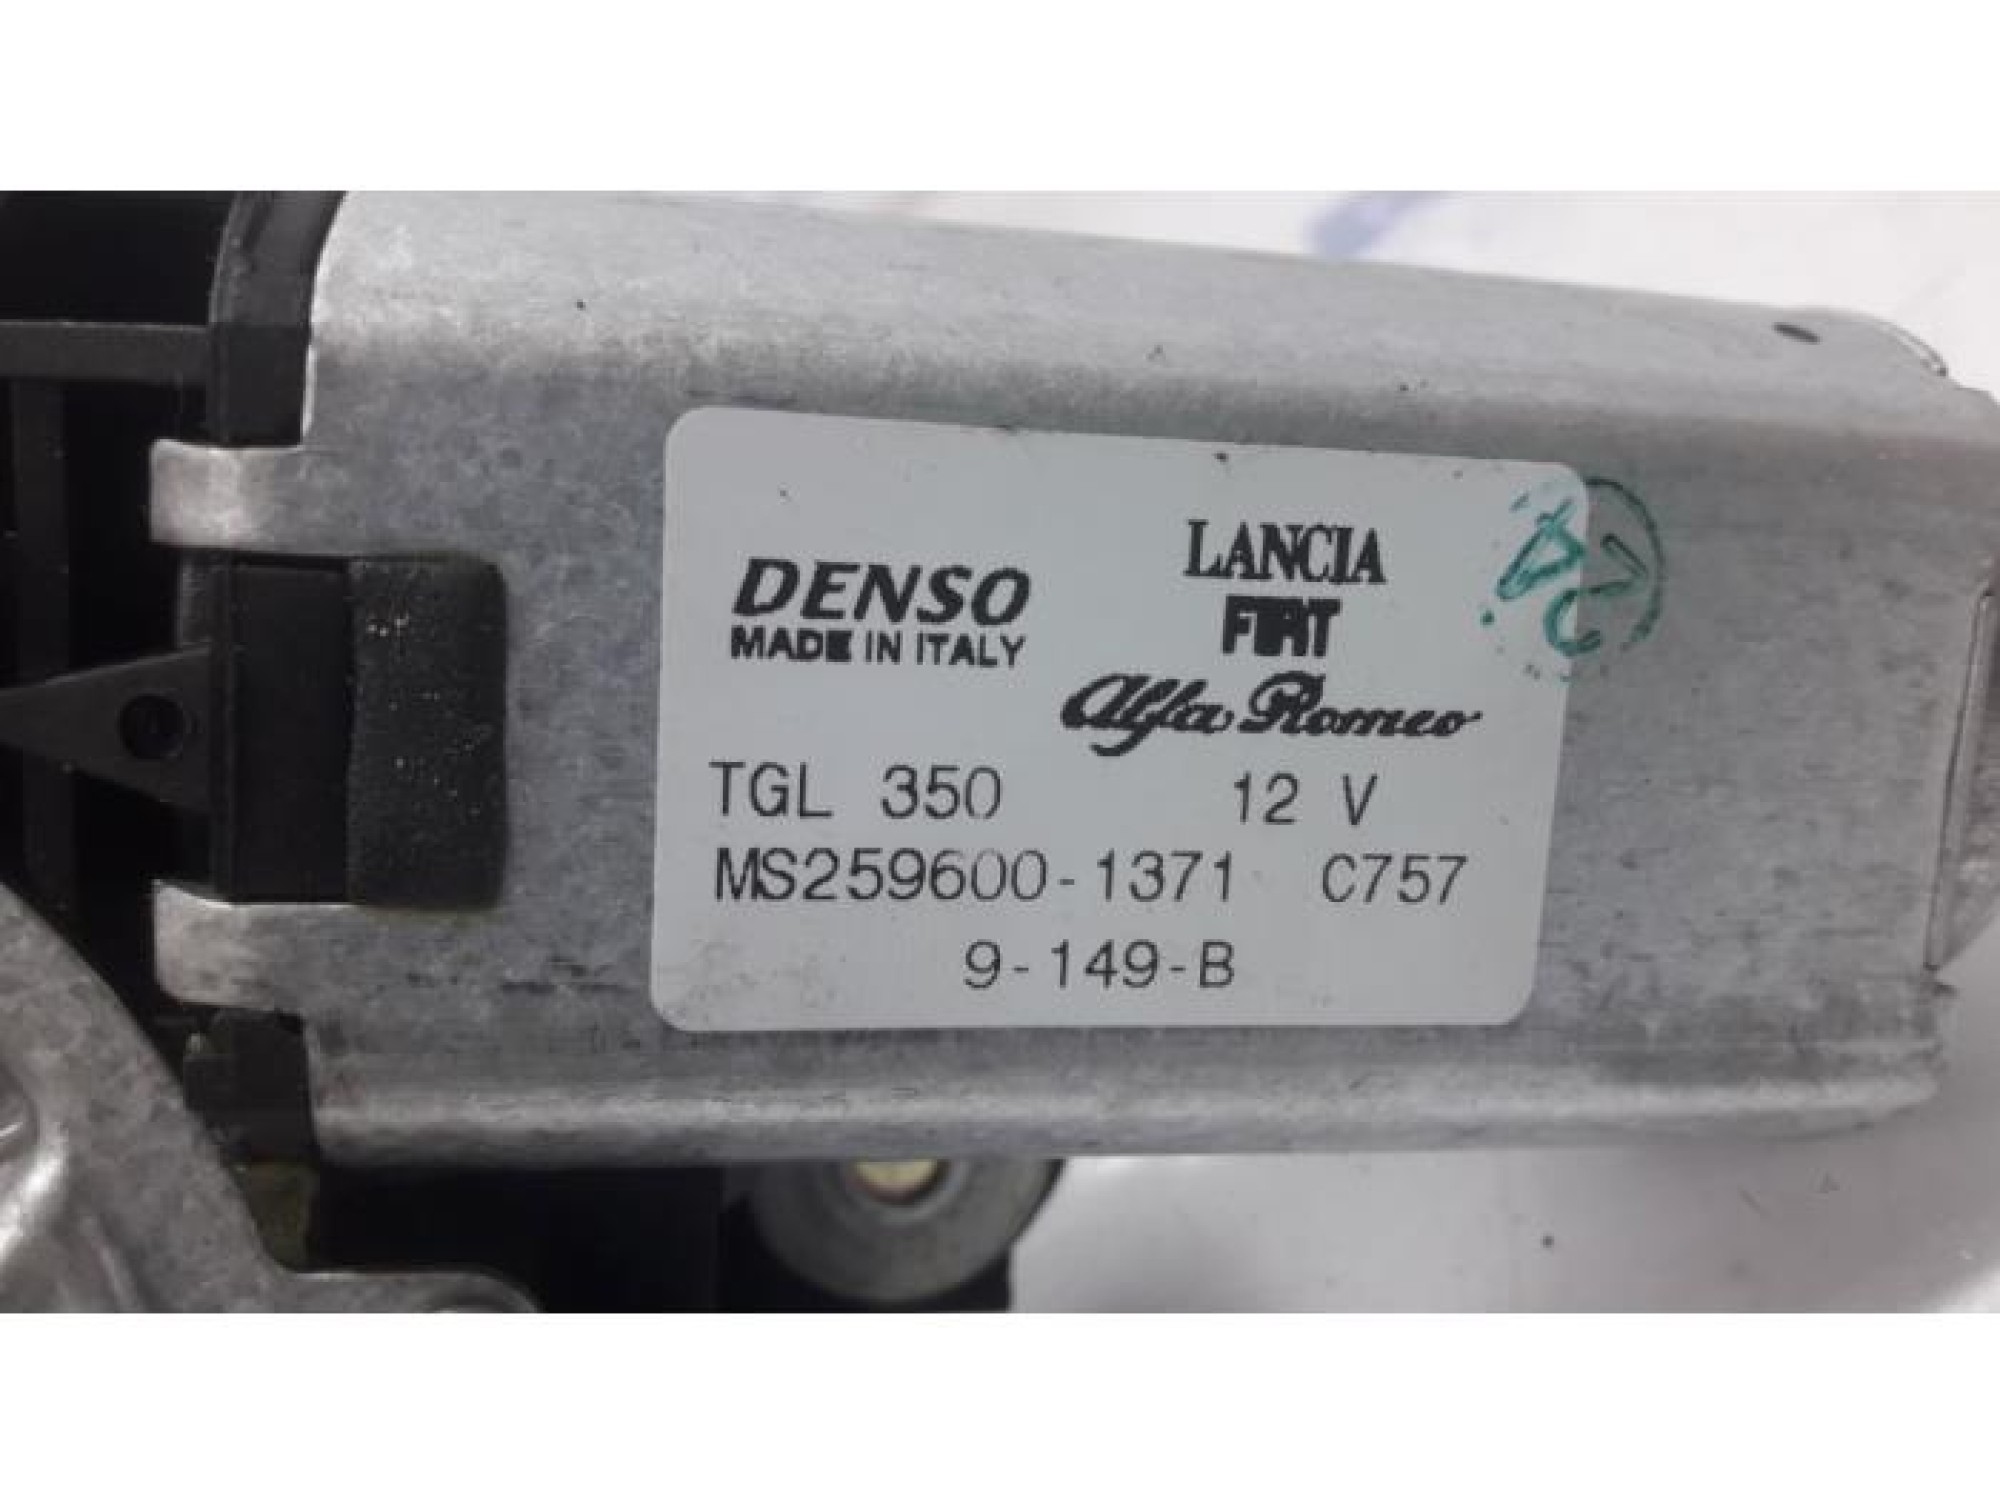 DENSO
MADE IN ITALY
LANCIA
FIAT
Alfa Romeo
TGL 350 12 V
MS259600-1371 C757
9-149-B